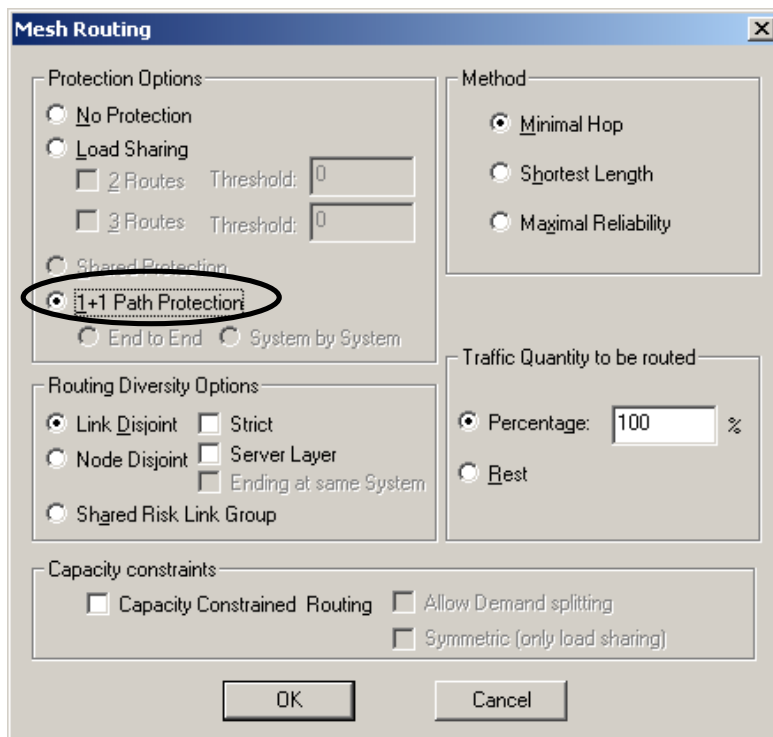 Mesh Routing
Protection Options
No Protection
Load Sharing
2 Routes Threshold: 0
3 Routes Threshold: 0
Shared Protection
1+1 Path Protection
End to End System by System
Method
Minimal Hop
Shortest Length
Maximal Reliability
Routing Diversity Options
Link Disjoint Strict
Node Disjoint Server Layer
Ending at same System
Shared Risk Link Group
Traffic Quantity to be routed
Percentage: 100 %
Rest
Capacity constraints
Capacity Constrained Routing Allow Demand splitting
Symmetric (only load sharing)
OK Cancel